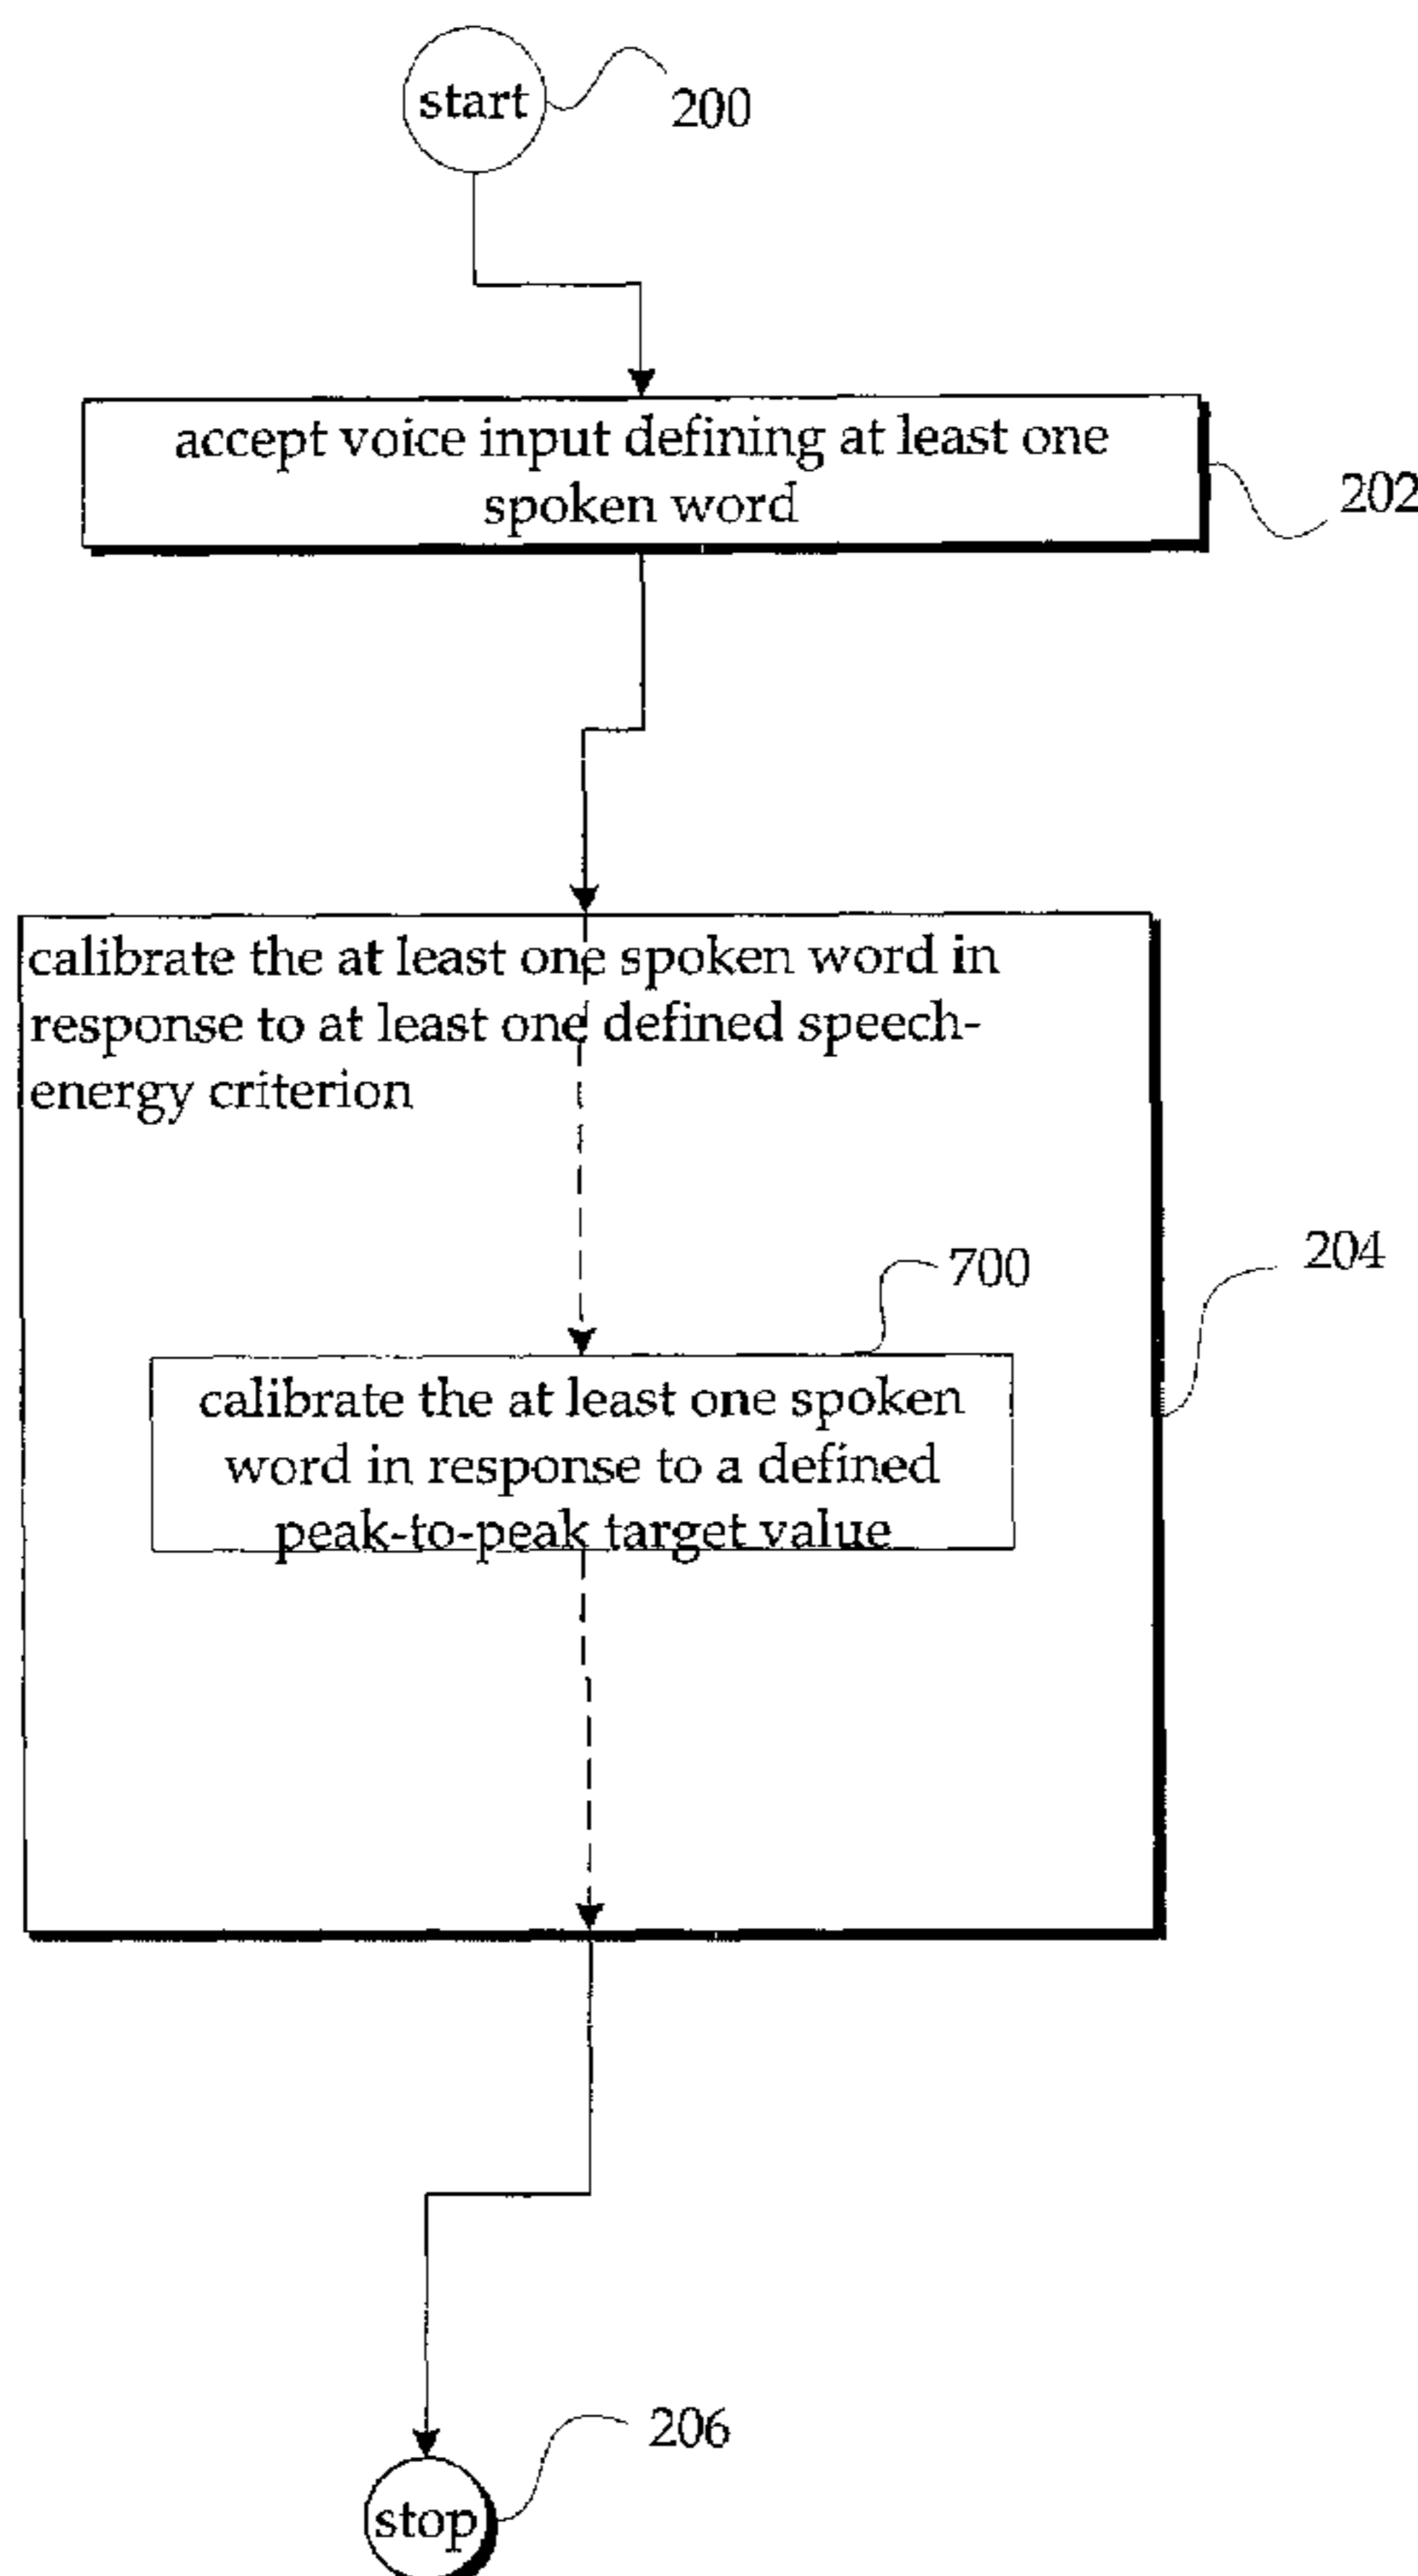 start
200
accept voice input defining at least one
spoken word
202
calibrate the at least one spoken word in
response to at least one defined speech-
energy criterion
204
700
calibrate the at least one spoken
word in response to a defined
peak-to-peak target value
206
stop